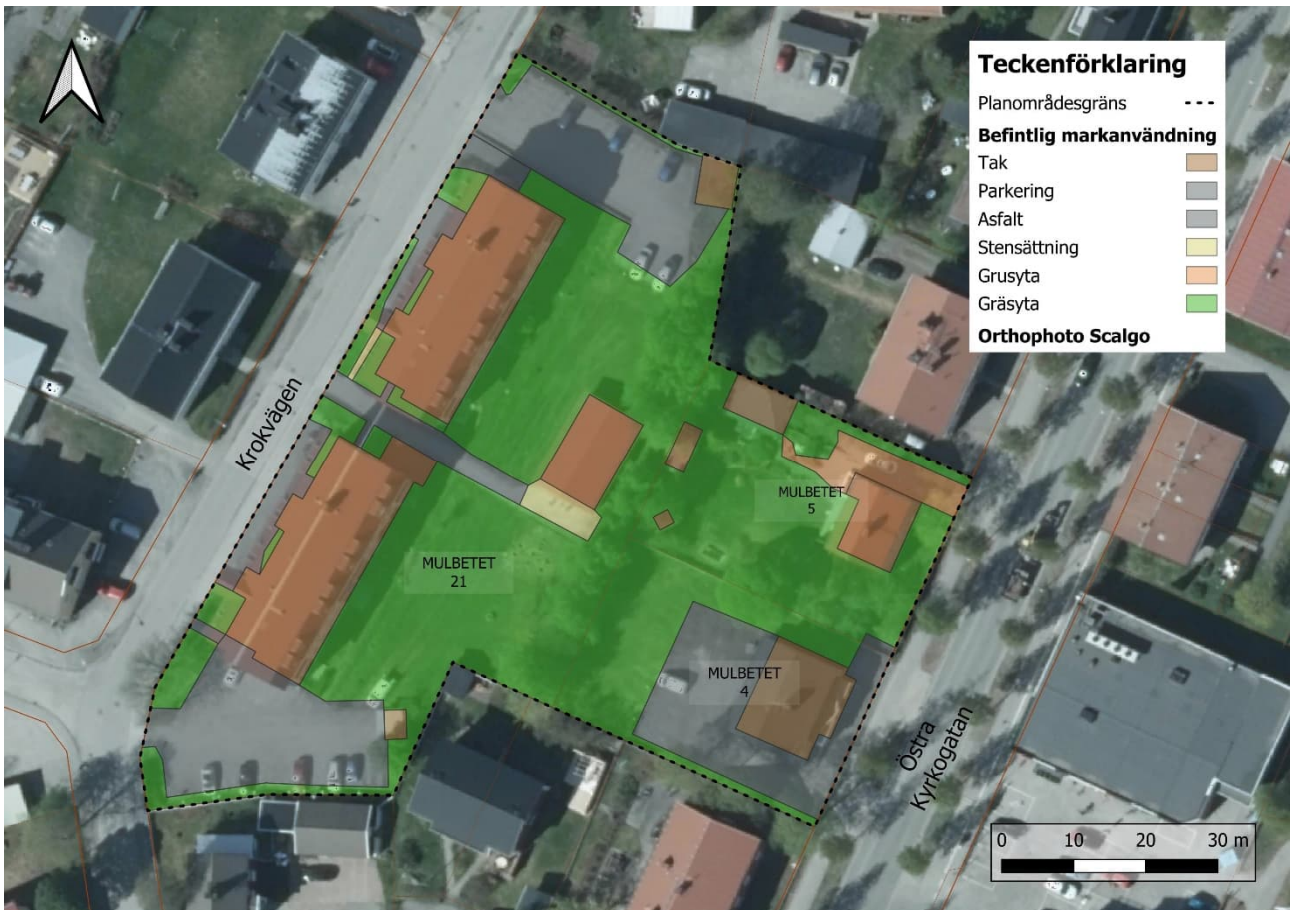 Teckenförklaring
Planområdesgräns
Befintlig markanvändning
Tak
Parkering
Asfalt
Stensättning
Grusyta
Gräsyta
Orthophoto Scalgo
Krokvägen
MULBETET
5
MULBETET
21
MULBETET
4
Östra
Kyrkogatan
0 10 20 30 m